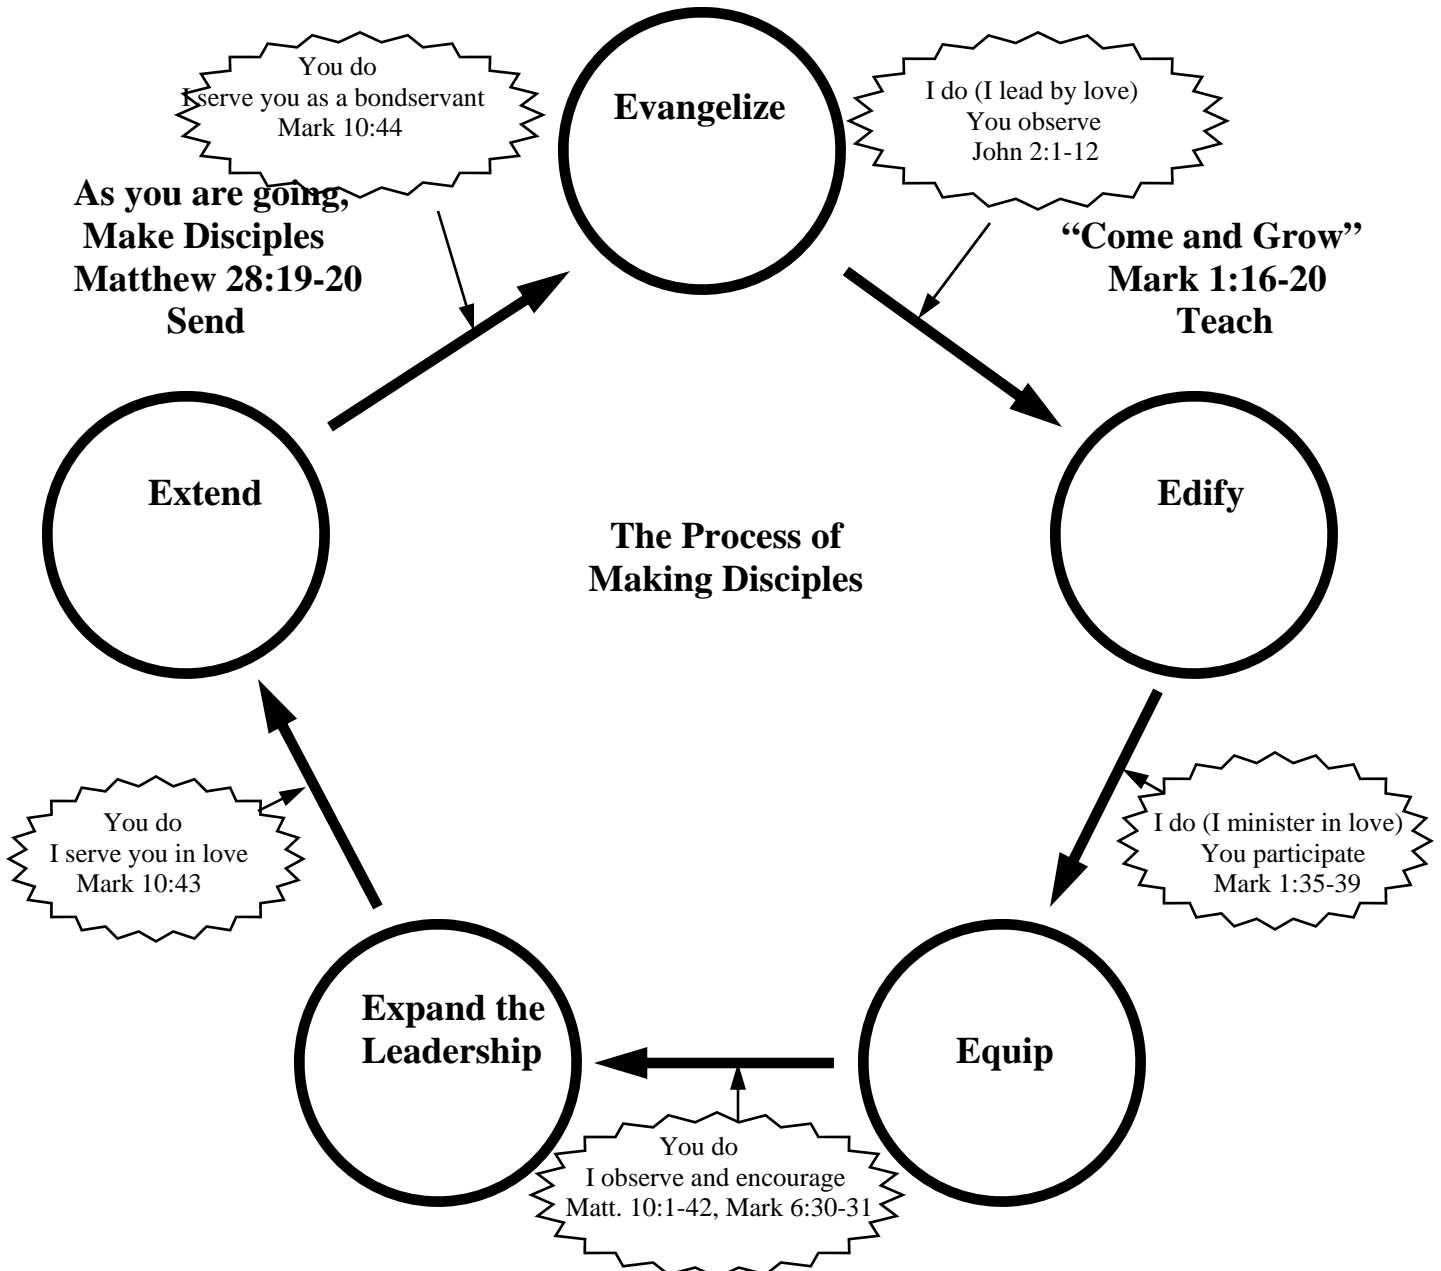 You do
I serve you as a bondservant
Mark 10:44
Evangelize
I do (I lead by love)
You observe
John 2:1-12
As you are going,
Make Disciples
Matthew 28:19-20
Send
“Come and Grow”
Mark 1:16-20
Teach
Extend
Edify
The Process of
Making Disciples
You do
I serve you in love
Mark 10:43
I do (I minister in love)
You participate
Mark 1:35-39
Expand the
Leadership
Equip
You do
I observe and encourage
Matt. 10:1-42, Mark 6:30-31